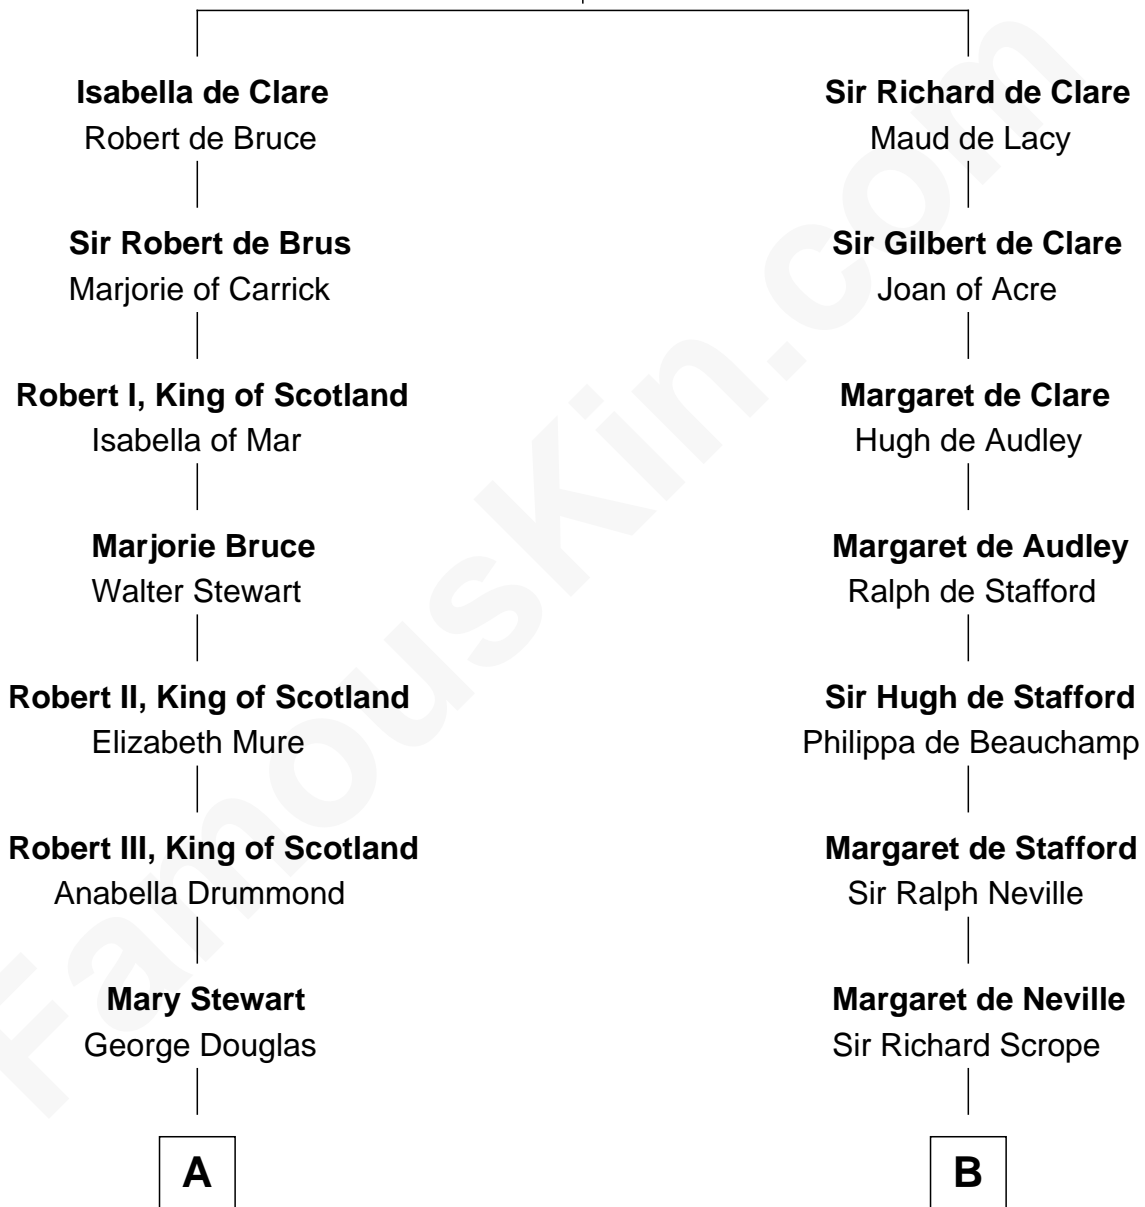 Isabella de Clare
Robert de Bruce
Sir Robert de Brus
Marjorie of Carrick
Robert I, King of Scotland
Isabella of Mar
Marjorie Bruce
Walter Stewart
Robert II, King of Scotland
Elizabeth Mure
Robert III, King of Scotland
Anabella Drummond
Mary Stewart
George Douglas
A
Sir Richard de Clare
Maud de Lacy
Sir Gilbert de Clare
Joan of Acre
Margaret de Clare
Hugh de Audley
Margaret de Audley
Ralph de Stafford
Sir Hugh de Stafford
Philippa de Beauchamp
Margaret de Stafford
Sir Ralph Neville
Margaret de Neville
Sir Richard Scrope
B
FamousKin.com